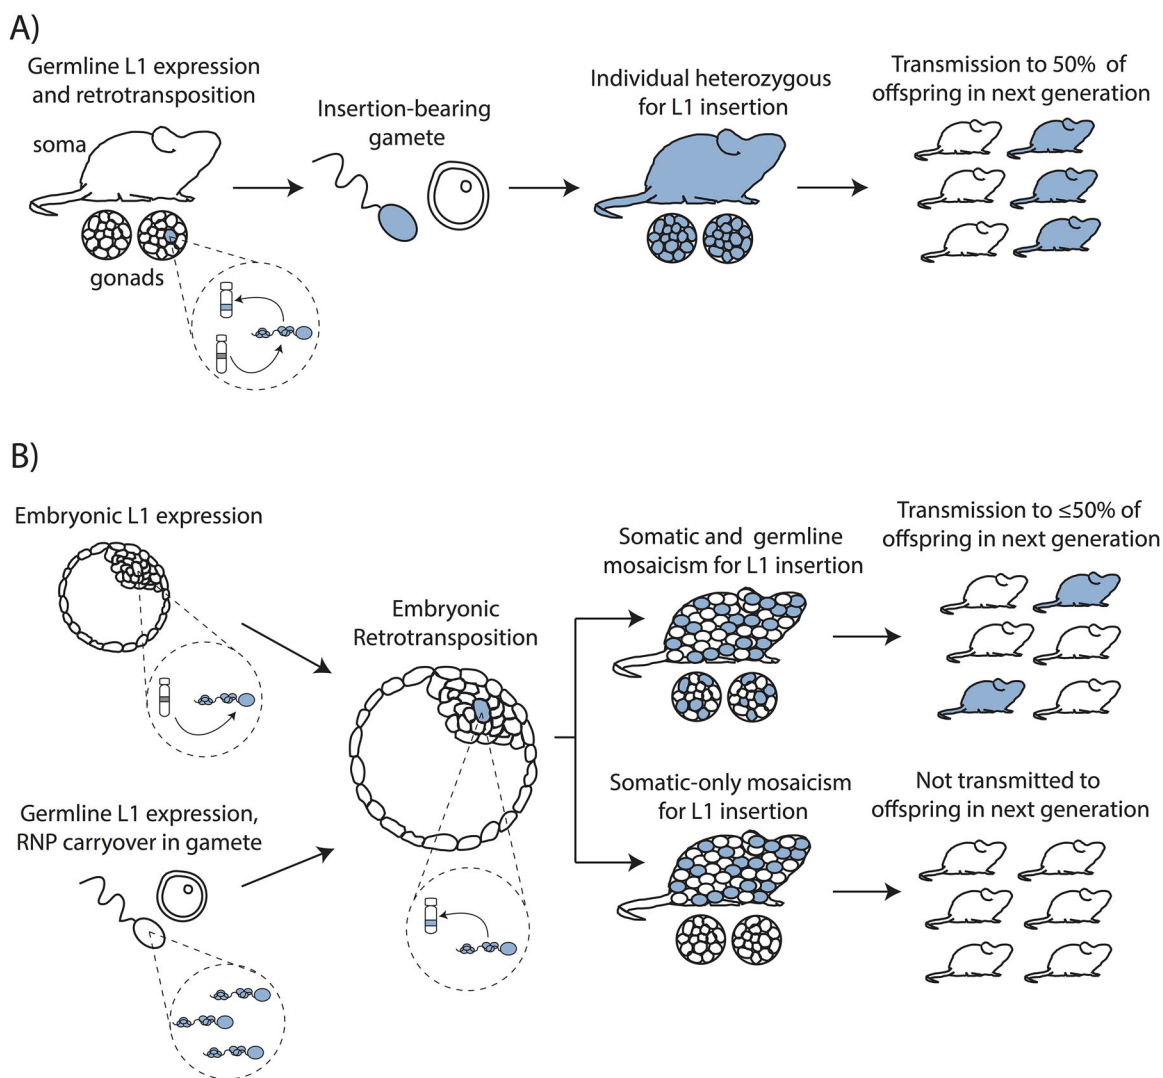 A)
Germline L1 expression
and retrotransposition
soma
gonads
Insertion-bearing
gamete
Individual heterozygous
for L1 insertion
Transmission to 50% of
offspring in next generation
B)
Embryonic L1 expression
Germline L1 expression,
RNP carryover in gamete
Embryonic
Retrotransposition
Somatic and germline
mosaicism for L1 insertion
Transmission to ≤50% of
offspring in next generation
Somatic-only mosaicism
for L1 insertion
Not transmitted to
offspring in next generation